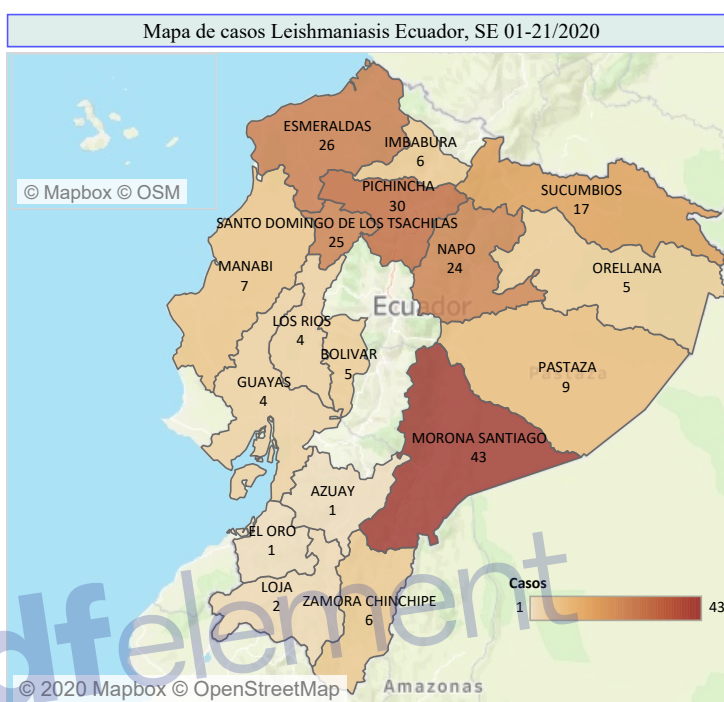 Mapa de casos Leishmaniasis Ecuador, SE 01-21/2020
ESMERALDAS
26
IMBABURA
6
© Mapbox © OSM
PICHINCHA
30
SUCUMBIOS
17
SANTO DOMINGO DE LOS TSACHILAS
25
NAPO
24
MANABI
7
ORELLANA
5
Ecuador
LOS RIOS
4
BOLIVAR
5
GUAYAS
4
Pastaza
PASTAZA
9
MORONA SANTIAGO
43
AZUAY
1
EL ORO
1
LOJA
2
ZAMORA CHINCHIPE
6
Casos
1
43
dfelement
© 2020 Mapbox © OpenStreetMap
Amazonas